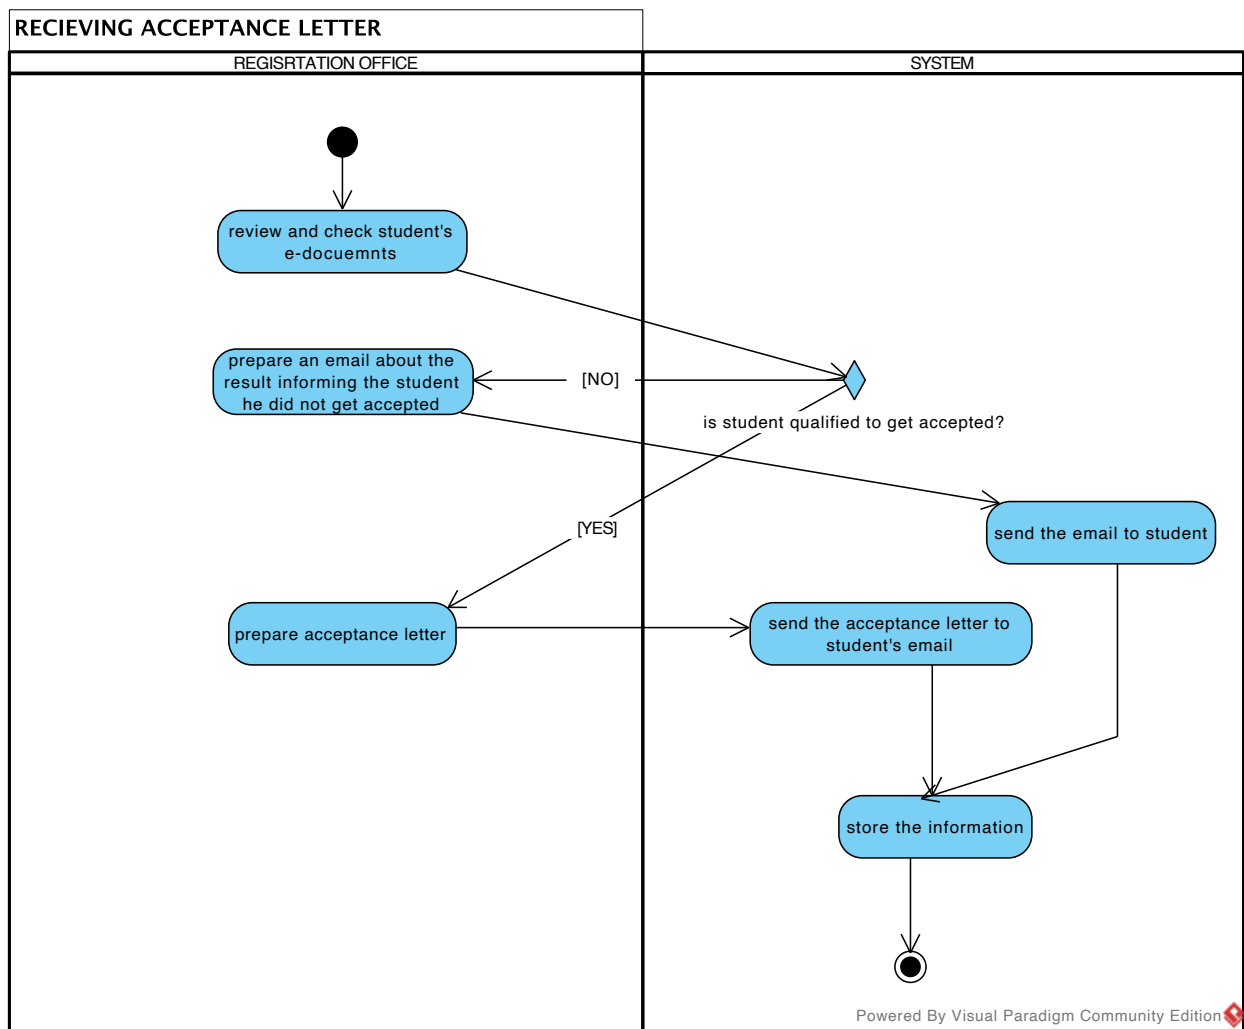 RECIEVING ACCEPTANCE LETTER
REGISRTATION OFFICE
SYSTEM
review and check student's
e-docuemnts
prepare an email about the
result informing the student
he did not get accepted
[NO]
is student qualified to get accepted?
[YES]
send the email to student
prepare acceptance letter
send the acceptance letter to
student's email
store the information
Powered By Visual Paradigm Community Edition